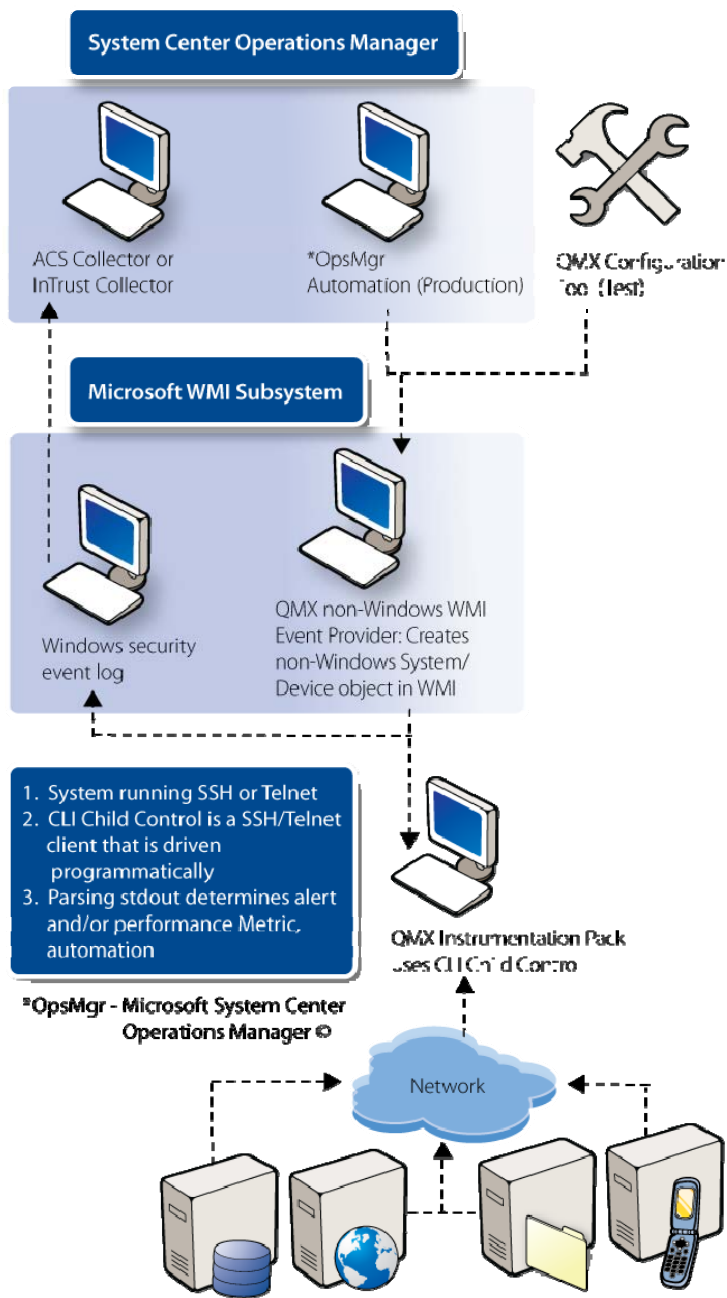 System Center Operations Manager
ACS Collector or
InTrust Collector
*OpsMgr
Automation (Production)
QMX Configuration
Tool (Test)
Microsoft WMI Subsystem
Windows security
event log
QMX non-Windows WMI
Event Provider: Creates
non-Windows System/
Device object in WMI
1. System running SSH or Telnet
2. CLI Child Control is a SSH/Telnet
client that is driven
programmatically
3. Parsing stdout determines alert
and/or performance Metric,
automation
QMX Instrumentation Pack
uses CLI Child Control
*OpsMgr - Microsoft System Center
Operations Manager ©
Network